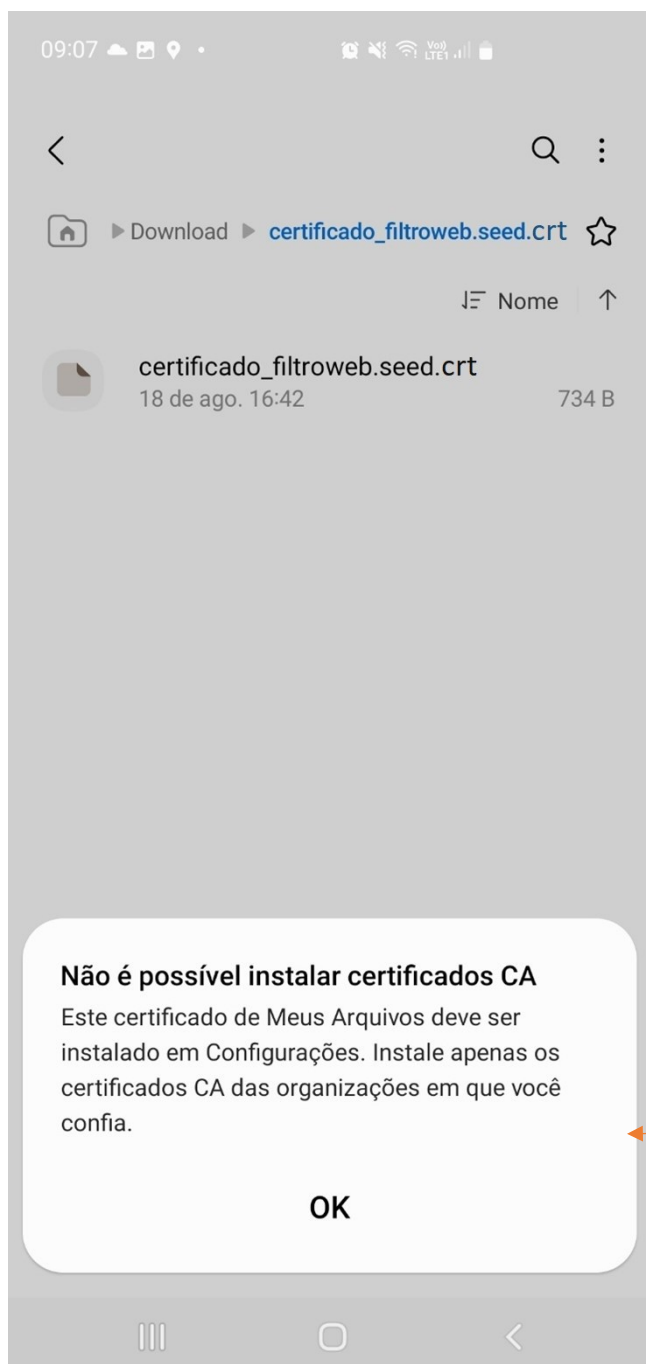 09:07
Vo))
LTE1
Download
certificado_filtroweb.seed.crt
Nome
certificado_filtroweb.seed.crt
18 de ago. 16:42
734 B
Não é possível instalar certificados CA
Este certificado de Meus Arquivos deve ser
instalado em Configurações. Instale apenas os
certificados CA das organizações em que você
confia.
OK